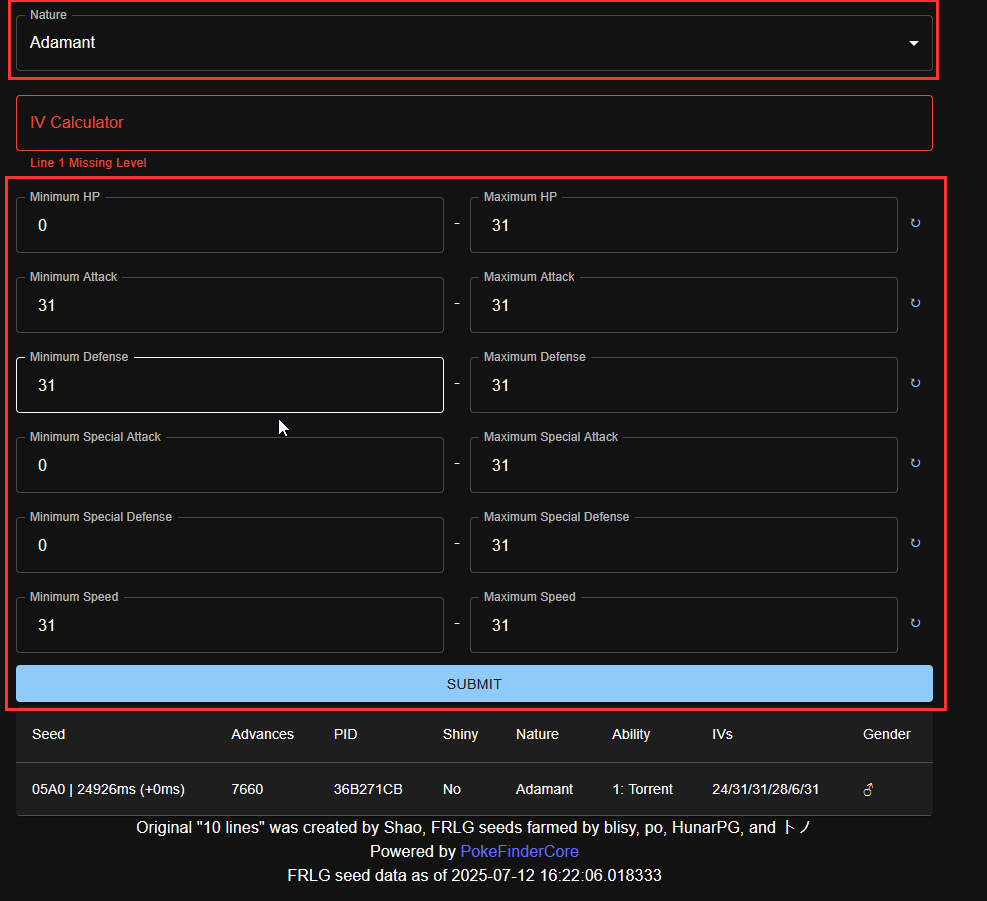 Nature
Adamant
IV Calculator
Line 1 Missing Level
Minimum HP Maximum HP
0 - 31 ↻
Minimum Attack Maximum Attack
31 - 31 ↻
Minimum Defense Maximum Defense
31 - 31 ↻
Minimum Special Attack Maximum Special Attack
0 - 31 ↻
Minimum Special Defense Maximum Special Defense
0 - 31 ↻
Minimum Speed Maximum Speed
31 - 31 ↻
SUBMIT
Seed Advances PID Shiny Nature Ability IVs Gender
05A0 | 24926ms (+0ms) 7660 36B271CB No Adamant 1: Torrent 24/31/31/28/6/31 ♂
Original "10 lines" was created by Shao, FRLG seeds farmed by blisy, po, HunarPG, and トノ
Powered by PokeFinderCore
FRLG seed data as of 2025-07-12 16:22:06.018333